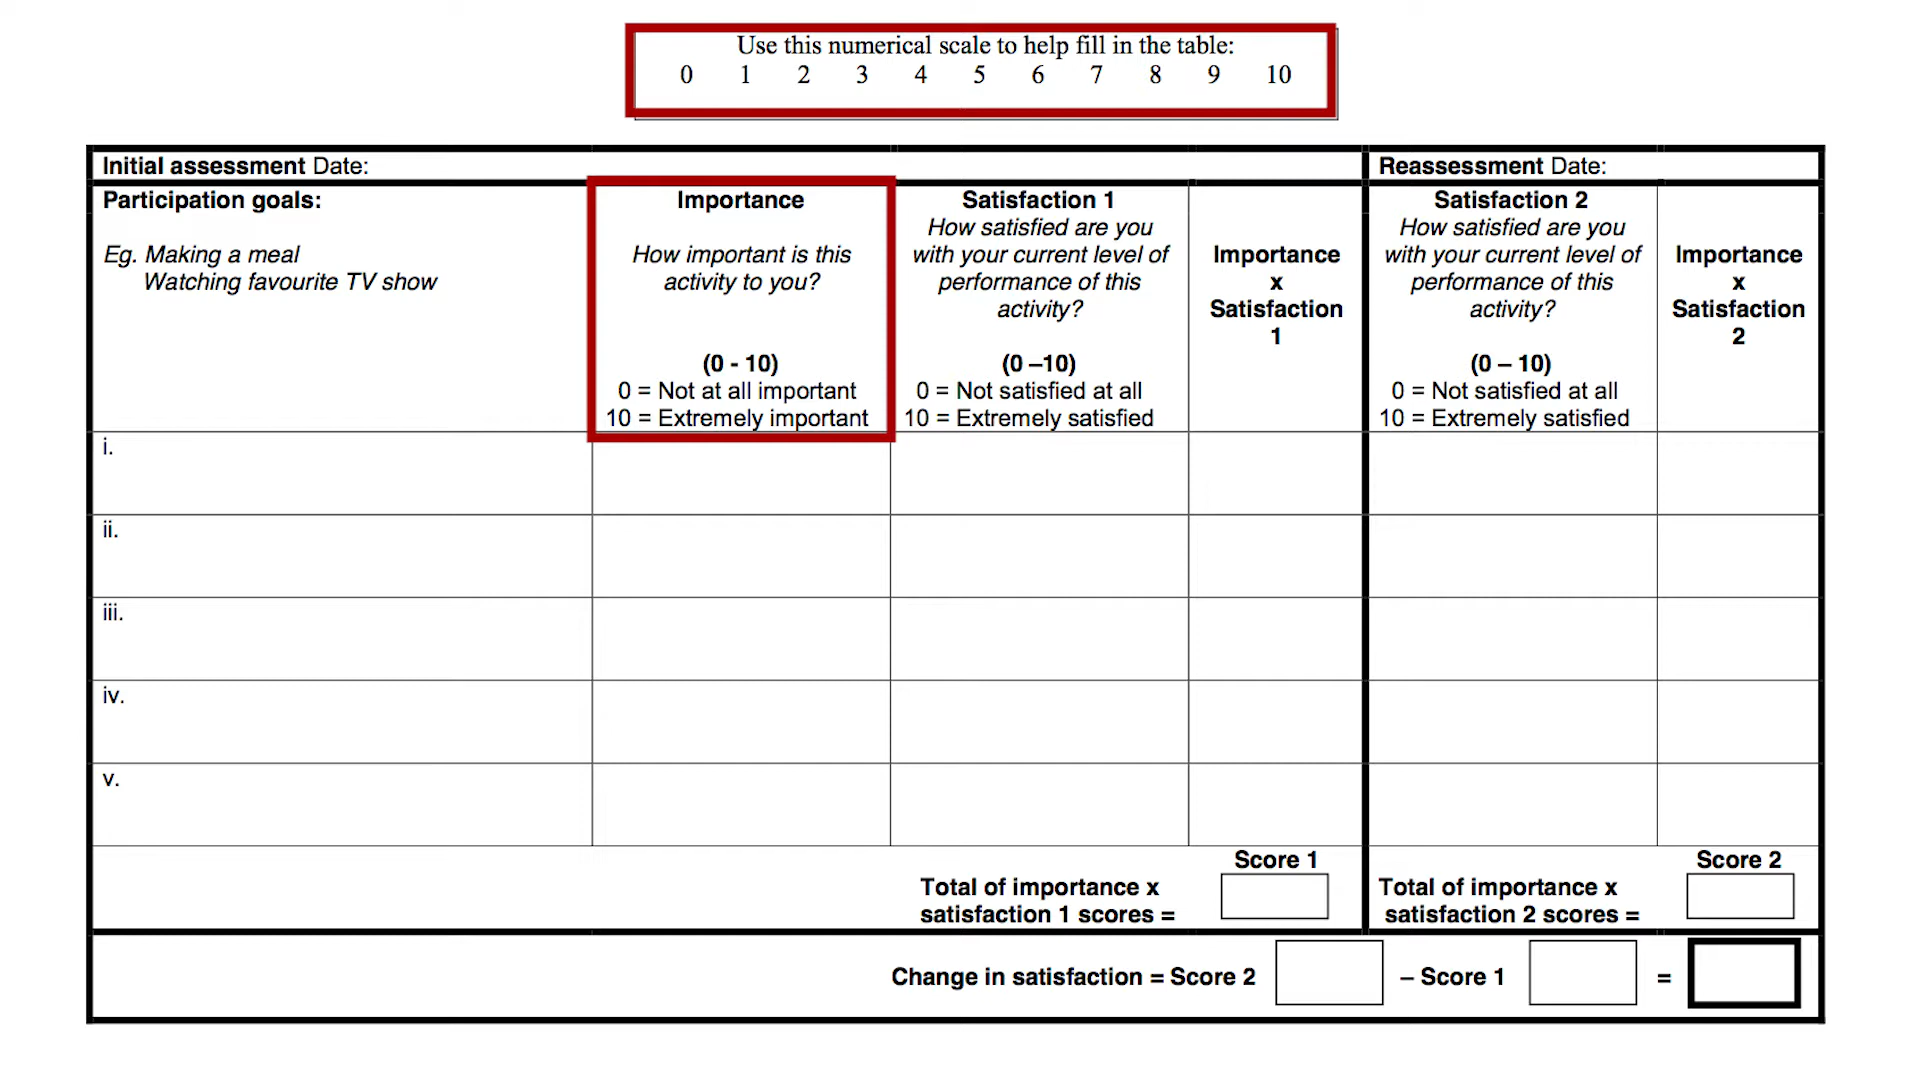 Use this numerical scale to help fill in the table:
0 1 2 3 4 5 6 7 8 9 10
Initial assessment Date:
Reassessment Date:
Participation goals:
Eg. Making a meal
Watching favourite TV show
Importance
How important is this
activity to you?
(0 - 10)
0 = Not at all important
10 = Extremely important
Satisfaction 1
How satisfied are you
with your current level of
performance of this
activity?
(0 –10)
0 = Not satisfied at all
10 = Extremely satisfied
Importance
x
Satisfaction
1
Satisfaction 2
How satisfied are you
with your current level of
performance of this
activity?
(0 – 10)
0 = Not satisfied at all
10 = Extremely satisfied
Importance
x
Satisfaction
2
i.
ii.
iii.
iv.
v.
Score 1
Total of importance x
satisfaction 1 scores =
Score 2
Total of importance x
satisfaction 2 scores =
Change in satisfaction = Score 2 – Score 1 =